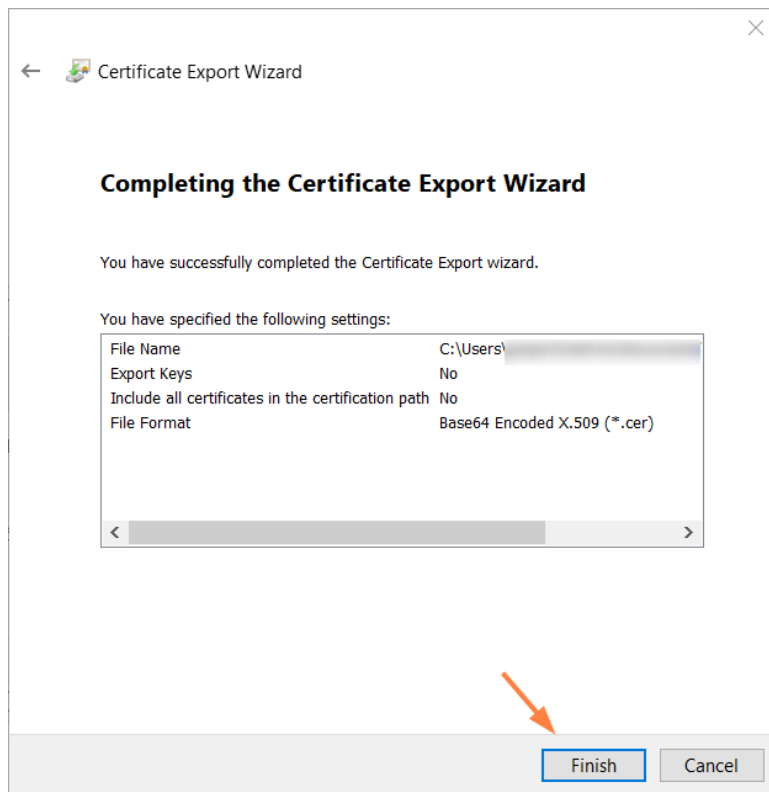 Certificate Export Wizard
Completing the Certificate Export Wizard
You have successfully completed the Certificate Export wizard.
You have specified the following settings:
File Name C:\Users\
Export Keys No
Include all certificates in the certification path No
File Format Base64 Encoded X.509 (*.cer)
Finish Cancel